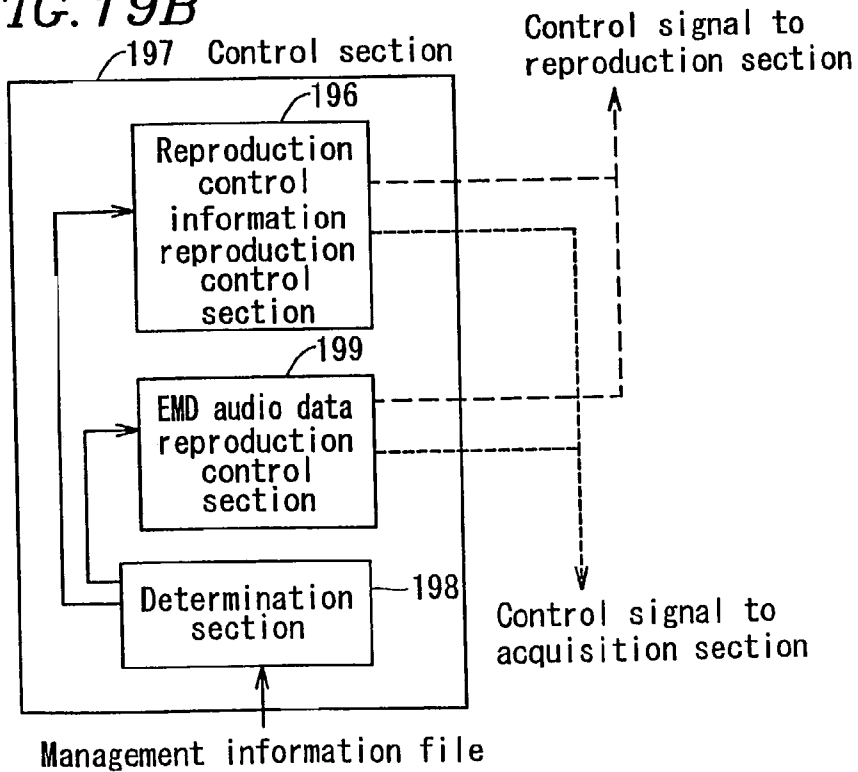 FIG. 19B
197 Control section
Control signal to
reproduction section
196
Reproduction
control
information
reproduction
control
section
199
EMD audio data
reproduction
control
section
Determination
section
198
Control signal to
acquisition section
Management information file